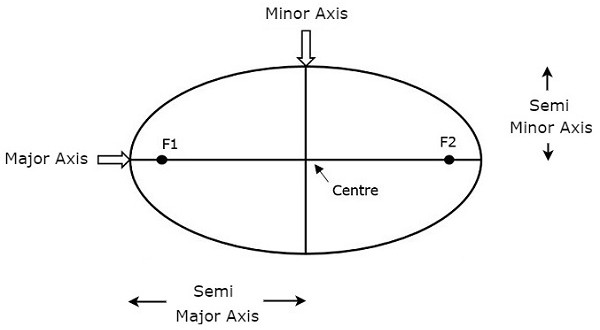 Minor Axis
F1
F2
Semi
Minor Axis
Major Axis
Centre
Semi
Major Axis